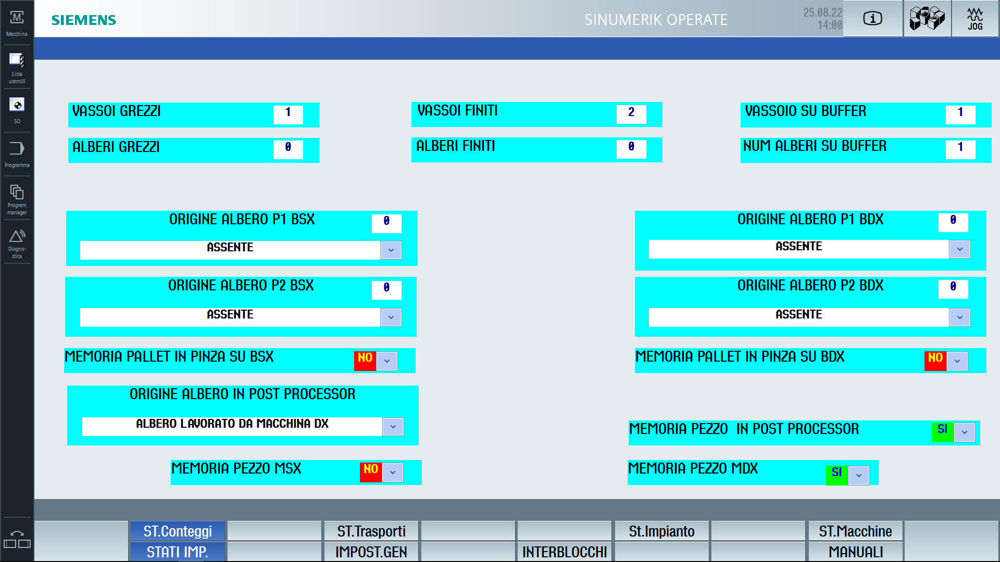 SIEMENS
SINUMERIK OPERATE
25.08.22
14:00
JOG
M
Macchina
Lista
utensili
SO
Programma
Program
manager
Diagno-
stica
VASSOI GREZZI 1
VASSOI FINITI 2
VASSOIO SU BUFFER 1
ALBERI GREZZI 0
ALBERI FINITI 0
NUM ALBERI SU BUFFER 1
ORIGINE ALBERO P1 BSX 0
ASSENTE
ORIGINE ALBERO P1 BDX 0
ASSENTE
ORIGINE ALBERO P2 BSX 0
ASSENTE
ORIGINE ALBERO P2 BDX 0
ASSENTE
MEMORIA PALLET IN PINZA SU BSX NO
MEMORIA PALLET IN PINZA SU BDX NO
ORIGINE ALBERO IN POST PROCESSOR
ALBERO LAVORATO DA MACCHINA DX
MEMORIA PEZZO IN POST PROCESSOR SI
MEMORIA PEZZO MSX NO
MEMORIA PEZZO MDX SI
ST.Conteggi
ST.Trasporti
St.Impianto
ST.Macchine
STATI IMP.
IMPOST.GEN
INTERBLOCCHI
MANUALI